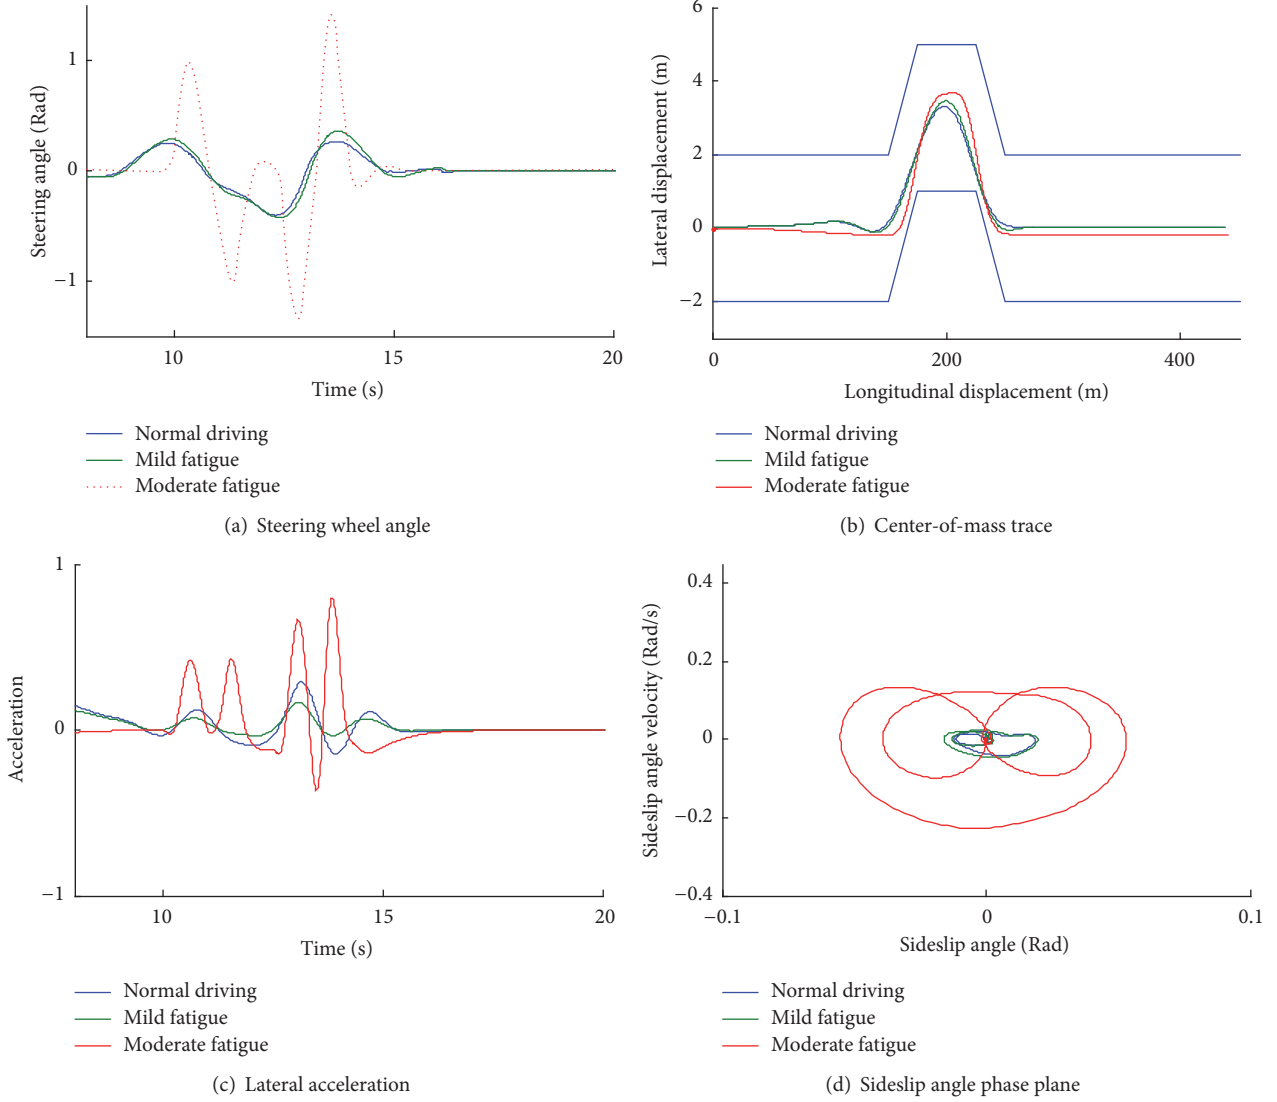 1
0
−1
Steering angle (Rad)
10
15
20
Time (s)
Normal driving
Mild fatigue
Moderate fatigue
(a) Steering wheel angle
6
4
2
0
−2
Lateral displacement (m)
0
200
400
Longitudinal displacement (m)
Normal driving
Mild fatigue
Moderate fatigue
(b) Center-of-mass trace
1
0
−1
Acceleration
10
15
20
Time (s)
Normal driving
Mild fatigue
Moderate fatigue
(c) Lateral acceleration
0.4
0.2
0
−0.2
−0.4
Sideslip angle velocity (Rad/s)
−0.1
0
0.1
Sideslip angle (Rad)
Normal driving
Mild fatigue
Moderate fatigue
(d) Sideslip angle phase plane